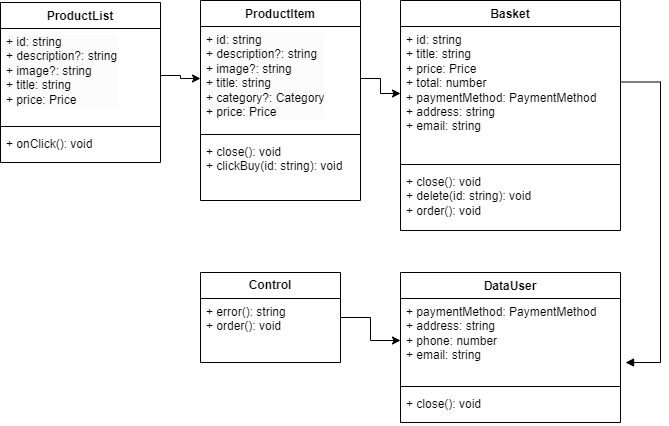 ProductList
+ id: string
+ description?: string
+ image?: string
+ title: string
+ price: Price
+ onClick(): void
ProductItem
+ id: string
+ description?: string
+ image?: string
+ title: string
+ category?: Category
+ price: Price
+ close(): void
+ clickBuy(id: string): void
Basket
+ id: string
+ title: string
+ price: Price
+ total: number
+ paymentMethod: PaymentMethod
+ address: string
+ email: string
+ close(): void
+ delete(id: string): void
+ order(): void
Control
+ error(): string
+ order(): void
DataUser
+ paymentMethod: PaymentMethod
+ address: string
+ phone: number
+ email: string
+ close(): void